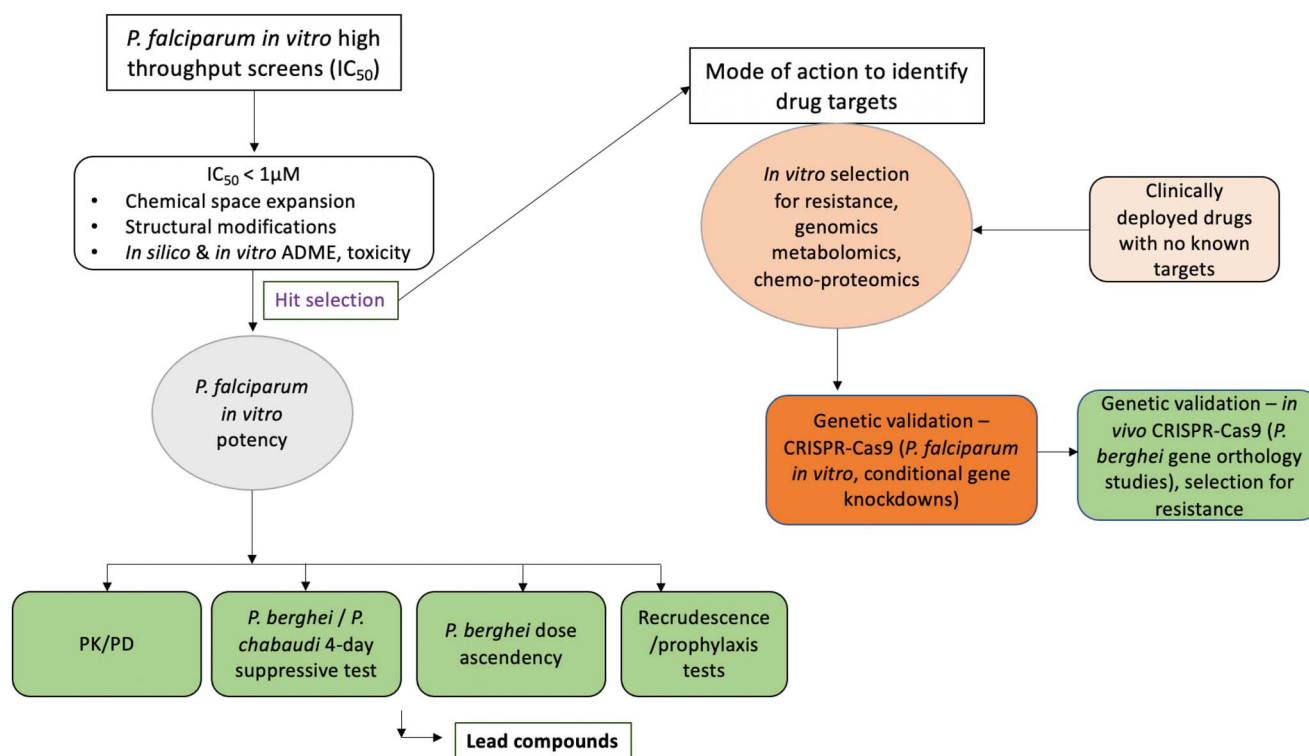 P. falciparum in vitro high
throughput screens (IC50)
IC50 < 1μM
• Chemical space expansion
• Structural modifications
• In silico & in vitro ADME, toxicity
Hit selection
P. falciparum
in vitro
potency
PK/PD
P. berghei / P.
chabaudi 4-day
suppressive test
P. berghei dose
ascendency
Recrudescence
/prophylaxis
tests
Lead compounds
Mode of action to identify
drug targets
In vitro selection
for resistance,
genomics
metabolomics,
chemo-proteomics
Clinically
deployed drugs
with no known
targets
Genetic validation –
CRISPR-Cas9 (P. falciparum
in vitro, conditional gene
knockdowns)
Genetic validation – in
vivo CRISPR-Cas9 (P.
berghei gene orthology
studies), selection for
resistance